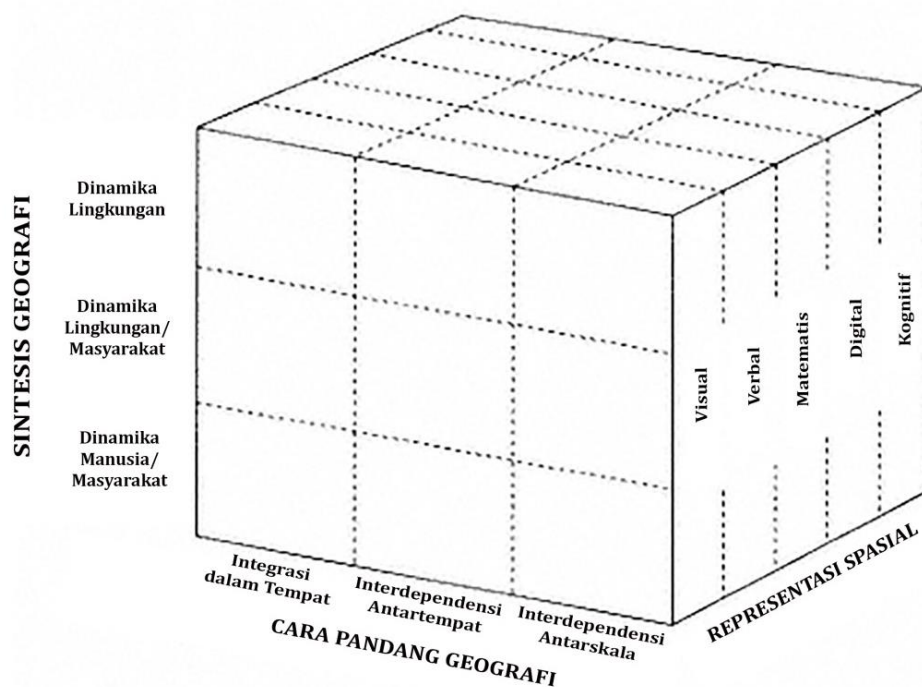 SINTESIS GEOGRAFI
Dinamika
Lingkungan
Dinamika
Lingkungan/
Masyarakat
Dinamika
Manusia/
Masyarakat
Integrasi
dalam Tempat
Interdependensi
Antartempat
Interdependensi
Antarskala
CARA PANDANG GEOGRAFI
Visual
Verbal
Matematis
Digital
Kognitif
REPRESENTASI SPASIAL